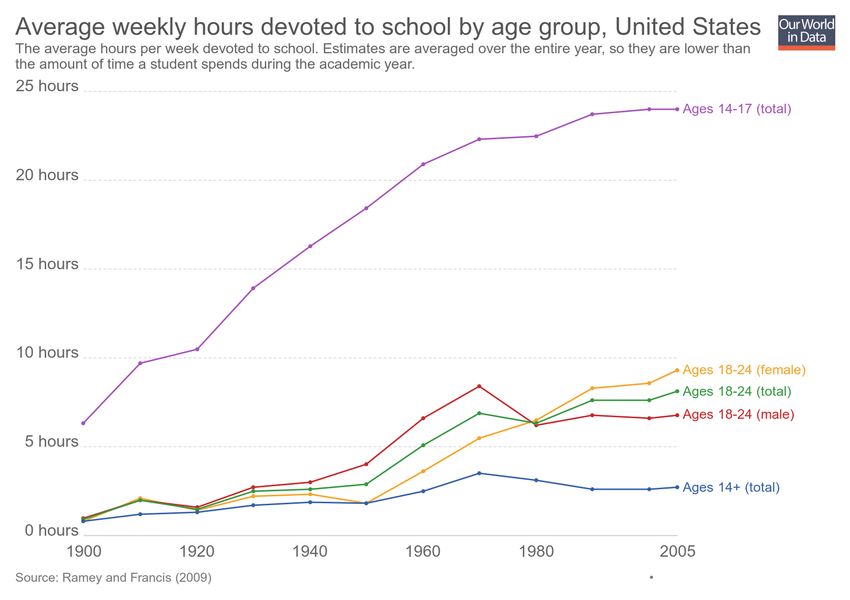 Average weekly hours devoted to school by age group, United States
Our World
in Data
The average hours per week devoted to school. Estimates are averaged over the entire year, so they are lower than
the amount of time a student spends during the academic year.
25 hours
Ages 14-17 (total)
20 hours
15 hours
10 hours
Ages 18-24 (female)
Ages 18-24 (total)
Ages 18-24 (male)
5 hours
Ages 14+ (total)
0 hours
1900 1920 1940 1960 1980 2005
Source: Ramey and Francis (2009) •